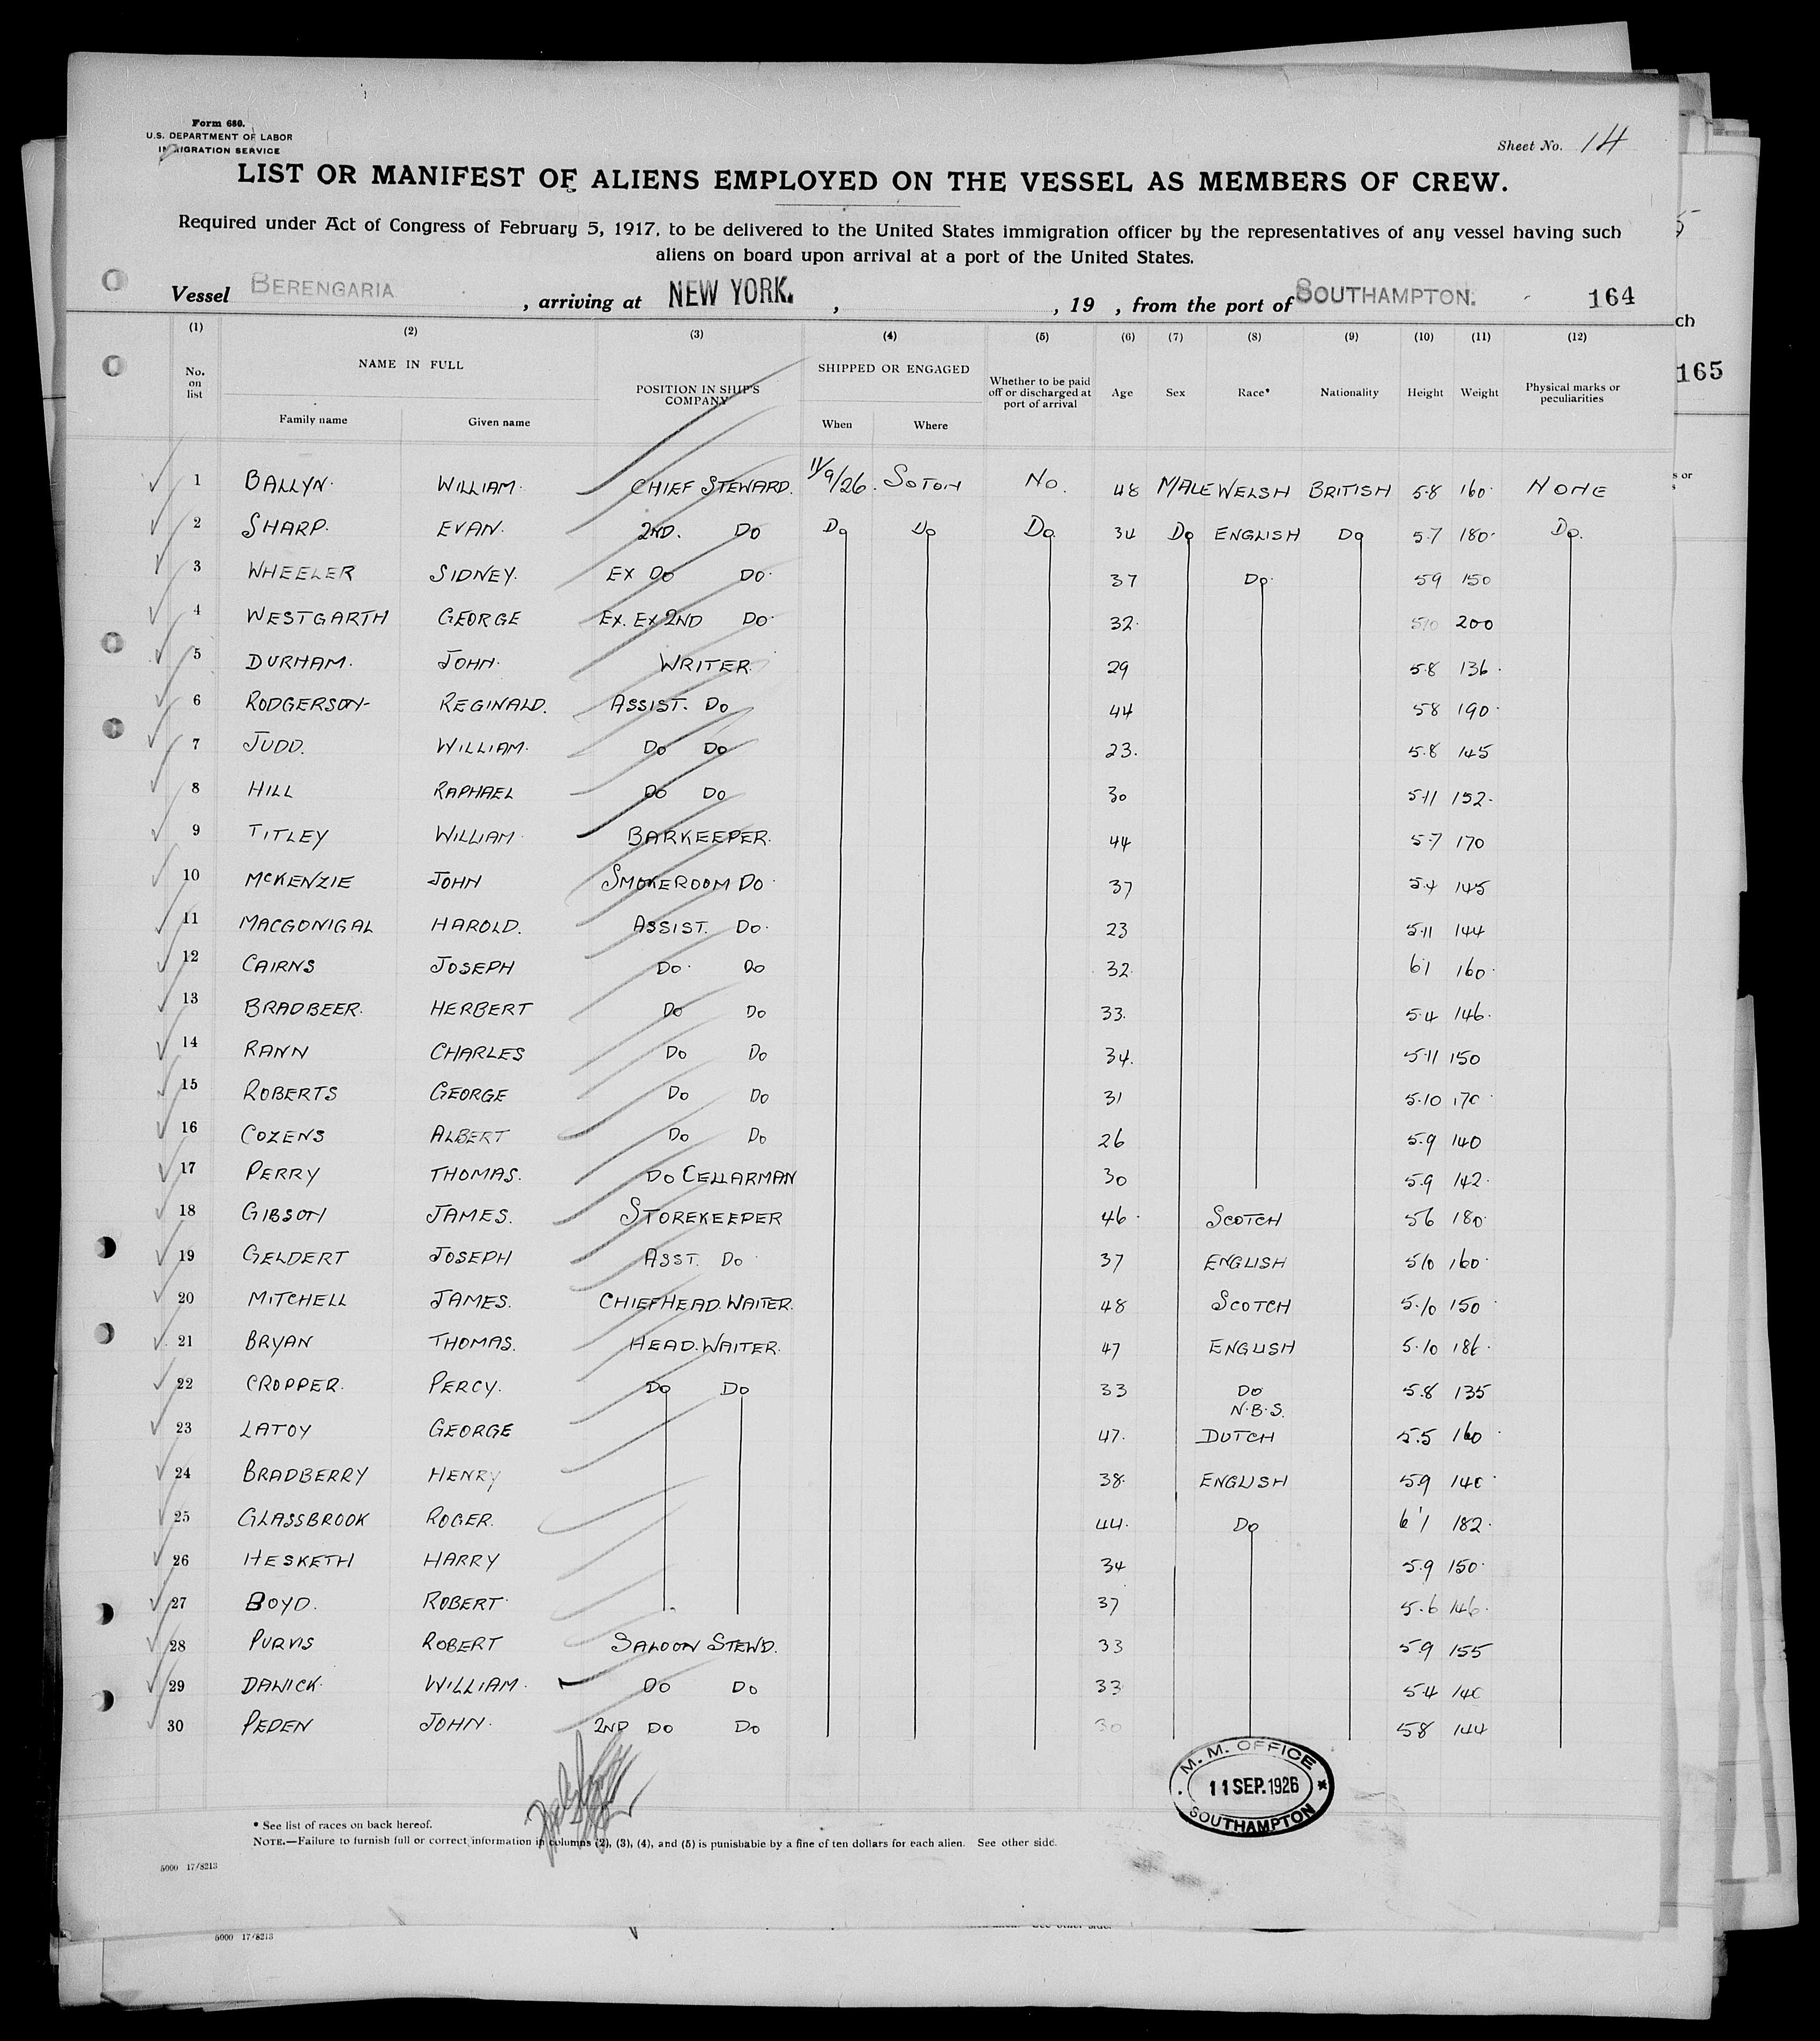 Form 680.
U.S. DEPARTMENT OF LABOR
IMMIGRATION SERVICE
Sheet No. 14
LIST OR MANIFEST OF ALIENS EMPLOYED ON THE VESSEL AS MEMBERS OF CREW.
Required under Act of Congress of February 5, 1917, to be delivered to the United States immigration officer by the representatives of any vessel having such
aliens on board upon arrival at a port of the United States.
Vessel BERENGARIA, arriving at NEW YORK. , , 19 , from the port of SOUTHAMPTON. 164
(1) (2) (3) (4) (5) (6) (7) (8) (9) (10) (11) (12)
No. on list NAME IN FULL POSITION IN SHIP'S COMPANY SHIPPED OR ENGAGED Whether to be paid off or discharged at port of arrival Age Sex Race* Nationality Height Weight Physical marks or peculiarities
Family name Given name When Where
1 BALLYN. WILLIAM. CHIEF STEWARD. 11/9/26. SOTON NO. 48 MALE WELSH BRITISH 5.8 160 NONE
2 SHARP. EVAN. 2ND. DO DO DO DO 34 DO ENGLISH DO 5.7 180 DO.
3 WHEELER SIDNEY. EX DO DO. 37 DO. 59 150
4 WESTGARTH GEORGE EX. EX 2ND DO. 32. 510 200
5 DURHAM. JOHN. WRITER. 29 5.8 136
6 RODGERSON REGINALD. ASSIST. DO 44 58 190
7 JUDD. WILLIAM. DO DO 23. 5.8 145
8 HILL RAPHAEL DO DO 30 5.11 152.
9 TITLEY WILLIAM BARKEEPER. 44 5.7 170
10 MCKENZIE JOHN SMOKEROOM DO. 37 5.4 145
11 MACGONIGAL HAROLD. ASSIST. DO. 23 5.11 144
12 CAIRNS JOSEPH DO. DO 32. 6'1 160
13 BRADBEER. HERBERT DO DO 33. 5.4 146.
14 RANN CHARLES DO DO 34. 5.11 150
15 ROBERTS GEORGE DO DO 31 5.10 170
16 COZENS ALBERT DO DO 26 5.9 140
17 PERRY THOMAS. DO CELLARMAN 30 5.9 142.
18 GIBSON JAMES. STOREKEEPER 46. SCOTCH 56 180
19 GELDERT JOSEPH ASST. DO 37 ENGLISH 5/0 160
20 MITCHELL JAMES. CHIEF HEAD. WAITER. 48 SCOTCH 5.10 150
21 BRYAN THOMAS. HEAD. WAITER. 47 ENGLISH 5.10 186.
22 CROPPER. PERCY. DO DO 33 DO 5.8 135
N.B.S.
23 LATOY GEORGE 47. DUTCH 5.5 160
24 BRADBERRY HENRY 38. ENGLISH 59 140
25 GLASSBROOK ROGER. 44. DO 6'1 182.
26 HESKETH HARRY 34 5.9 150.
27 BOYD. ROBERT. 37 5.6 146.
28 PURVIS ROBERT SALOON STEWD. 33 5.9 155
29 DAWICK WILLIAM. DO DO 33 5.4 140
30 PEDEN JOHN. 2ND DO DO 30 5.8 144
M. M. OFFICE
11 SEP. 1926
SOUTHAMPTON
* See list of races on back hereof.
NOTE.—Failure to furnish full or correct information in columns (2), (3), (4), and (5) is punishable by a fine of ten dollars for each alien. See other side.
5000 17/8213
5000 17/8213
165